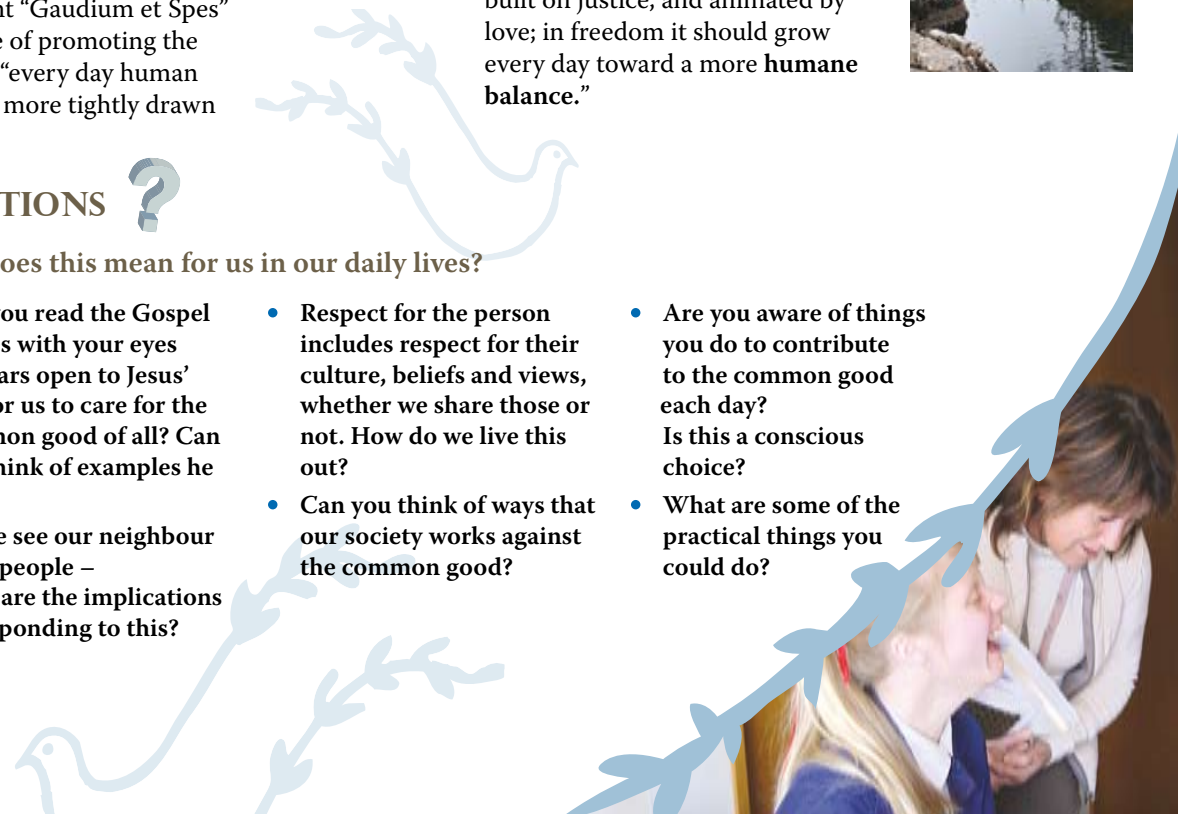 nt “Gaudium et Spes”
e of promoting the
“every day human
more tightly drawn
built on justice, and animated by
love; in freedom it should grow
every day toward a more humane
balance.”
TIONS ?
oes this mean for us in our daily lives?
ou read the Gospel
s with your eyes
ars open to Jesus’
or us to care for the
mon good of all? Can
hink of examples he
e see our neighbour
people –
are the implications
ponding to this?
• Respect for the person
includes respect for their
culture, beliefs and views,
whether we share those or
not. How do we live this
out?
• Can you think of ways that
our society works against
the common good?
• Are you aware of things
you do to contribute
to the common good
each day?
Is this a conscious
choice?
• What are some of the
practical things you
could do?